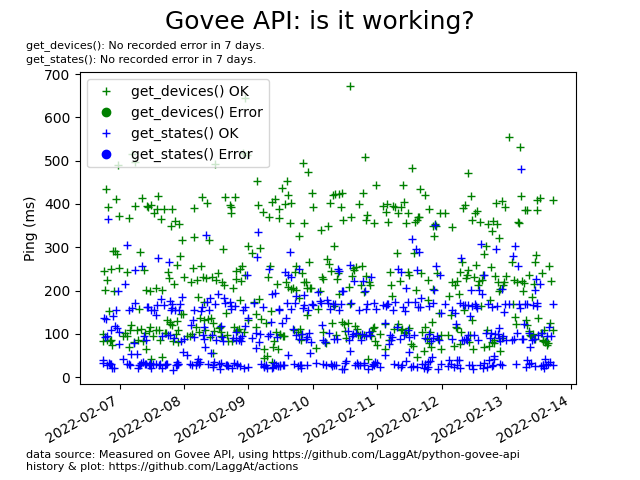 Govee API: is it working?
get_devices(): No recorded error in 7 days.
get_states(): No recorded error in 7 days.
700
600
500
400
300
200
100
0
Ping (ms)
get_devices() OK
get_devices() Error
get_states() OK
get_states() Error
2022-02-07
2022-02-08
2022-02-09
2022-02-10
2022-02-11
2022-02-12
2022-02-13
2022-02-14
data source: Measured on Govee API, using https://github.com/LaggAt/python-govee-api
history & plot: https://github.com/LaggAt/actions